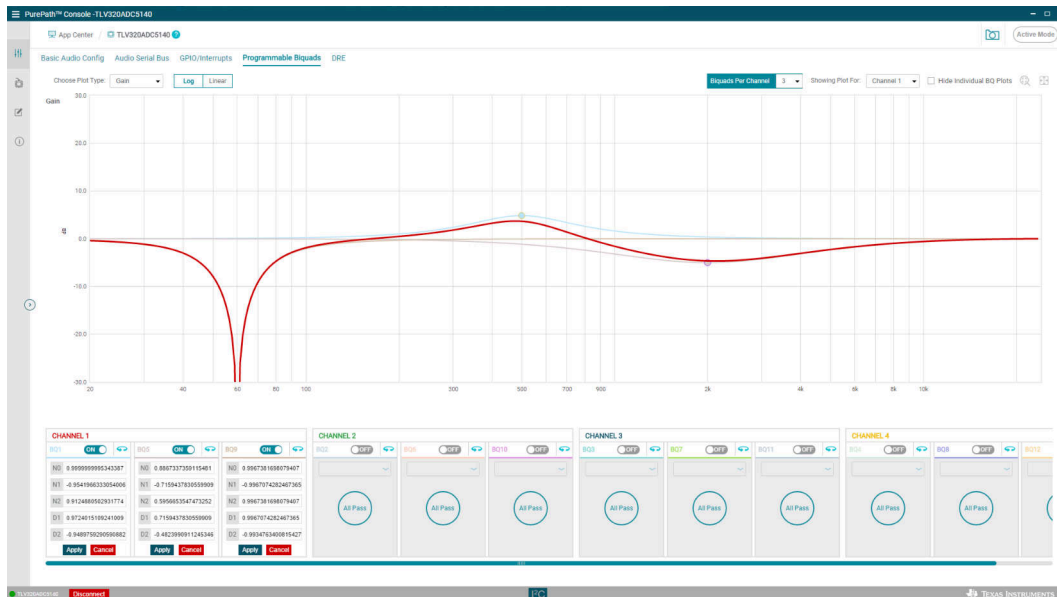 PurePath™ Console -TLV320ADC5140
App Center / TLV320ADC5140 ?
Active Mode
Basic Audio Config Audio Serial Bus GPIO/Interrupts Programmable Biquads DRE
Choose Plot Type: Gain Log Linear Biquads Per Channel 3 Showing Plot For: Channel 1 Hide Individual BQ Plots
Gain
30.0
20.0
10.0
0.0
-10.0
-20.0
-30.0
20 40 60 80 100 300 500 700 900 2k 4k 6k 8k 10k
CHANNEL 1 CHANNEL 2 CHANNEL 3 CHANNEL 4
BQ1 ON BQ5 ON BQ9 ON BQ2 OFF BQ6 OFF BQ10 OFF BQ3 OFF BQ7 OFF BQ11 OFF BQ4 OFF BQ8 OFF BQ12
N0 0.9999999995343387 N0 0.8867337359115481 N0 0.9967381698079407
N1 -0.9541966333054006 N1 -0.7159437830559909 N1 -0.9967074282467365
N2 0.9124880582931774 N2 0.5956653547473252 N2 0.9967381698079407
D1 0.9724015109241009 D1 0.7159437830559909 D1 0.9967074282467365
D2 -0.9489759290598882 D2 -0.4823990911245346 D2 -0.9934763400815427
All Pass All Pass All Pass All Pass All Pass All Pass All Pass All Pass
Apply Cancel Apply Cancel Apply Cancel
TLV320ADC5140 Disconnect I²C TEXAS INSTRUMENTS